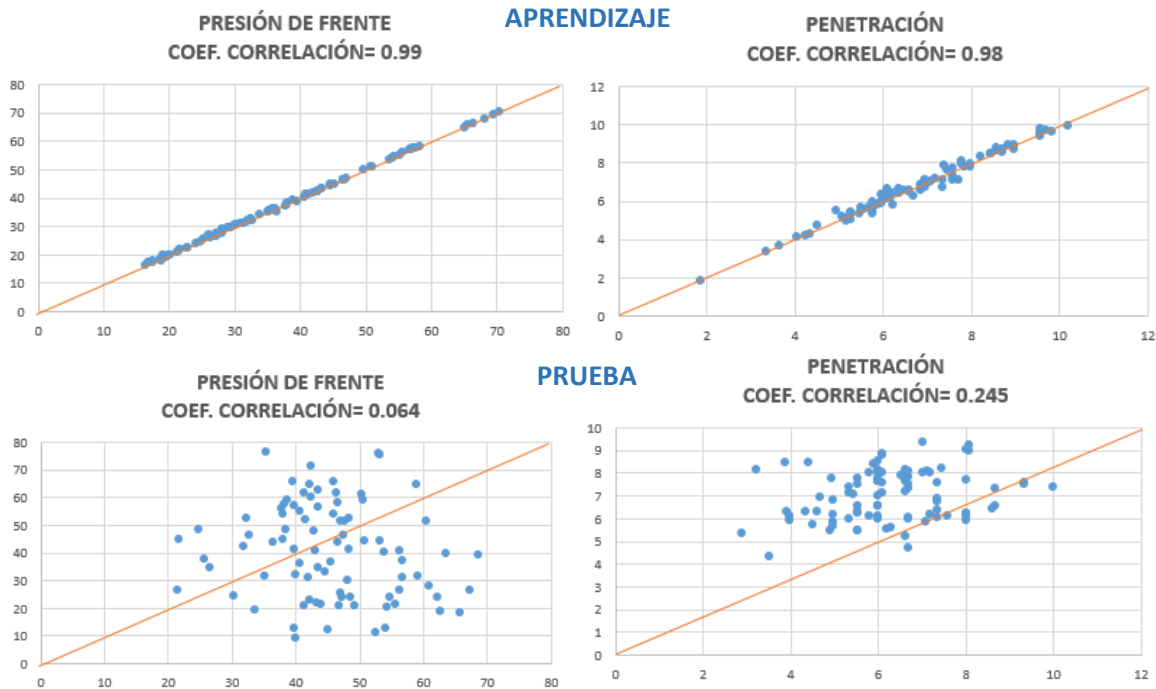 APRENDIZAJE
PRESIÓN DE FRENTE
COEF. CORRELACIÓN= 0.99
80
70
60
50
40
30
20
10
0
0 10 20 30 40 50 60 70 80
PENETRACIÓN
COEF. CORRELACIÓN= 0.98
12
10
8
6
4
2
0
0 2 4 6 8 10 12
PRUEBA
PRESIÓN DE FRENTE
COEF. CORRELACIÓN= 0.064
80
70
60
50
40
30
20
10
0
0 10 20 30 40 50 60 70 80
PENETRACIÓN
COEF. CORRELACIÓN= 0.245
10
9
8
7
6
5
4
3
2
1
0
0 2 4 6 8 10 12